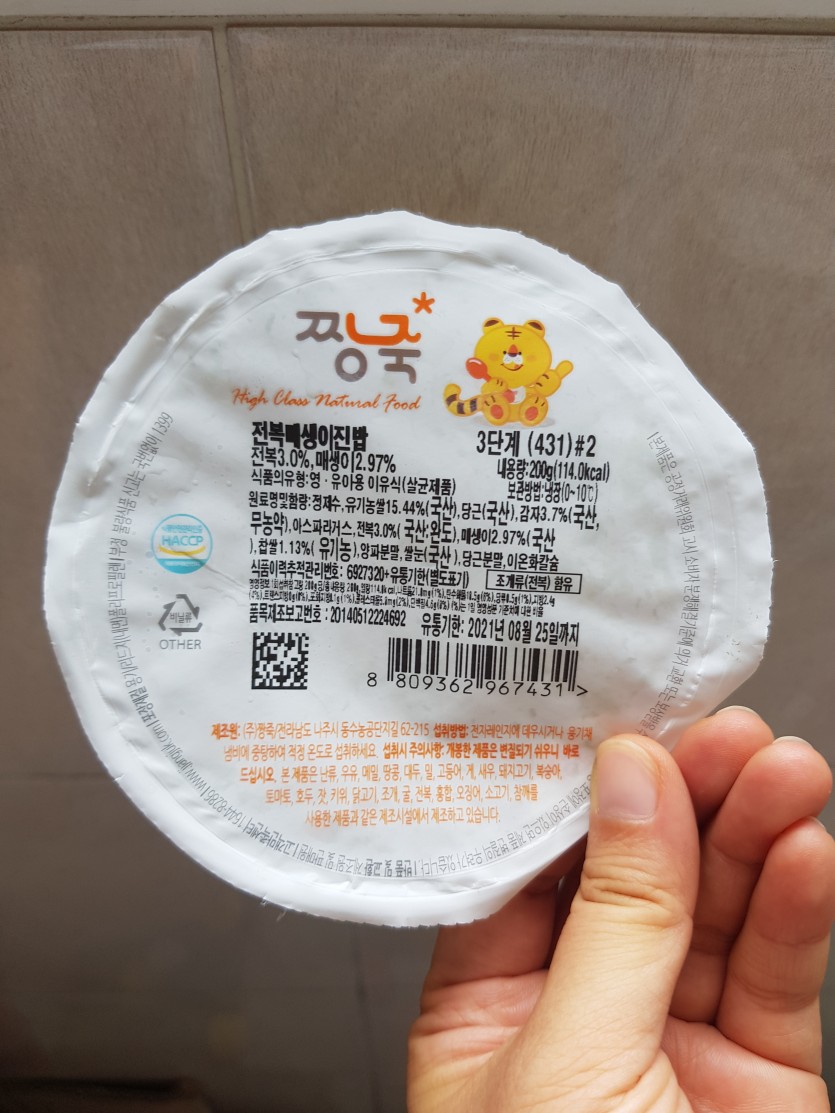 짱죽*
High Class Natural Food
전복매생이진밥
3단계 (431)#2
전복3.0%, 매생이2.97%
내용량:200g(114.0kcal)
식품의유형:영·유아용 이유식(살균제품)
보관방법:냉장(0~10℃)
원료명및함량:정제수,유기농쌀15.44%(국산),당근(국산),감자3.7%(국산,
무농약),아스파라거스,전복3.0%(국산:완도),매생이2.97%(국산
),찹쌀1.13%(유기농),양파분말,쌀눈(국산),당근분말,이온화칼슘
식품이력추적관리번호: 6927320+유통기한(별도표기)
조개류(전복) 함유
품목제조보고번호 : 20140512224692
유통기한: 2021년 08월 25일까지
8 809362 967431 >
HACCP
비닐류
OTHER
제조원: (주)짱죽/전라남도 나주시 동수농공단지길 62-215 섭취방법: 전자레인지에 데우시거나 용기째
냄비에 중탕하여 적정 온도로 섭취하세요 섭취시 주의사항: 개봉한 제품은 변질되기 쉬우니 바로
드십시오. 본 제품은 난류, 우유, 메밀, 땅콩, 대두, 밀, 고등어, 게, 새우, 돼지고기, 복숭아,
토마토, 호두, 잣, 키위, 닭고기, 조개, 굴, 전복, 홍합, 오징어, 소고기, 참깨를
사용한 제품과 같은 제조시설에서 제조하고 있습니다.
부정·불량식품 신고는 국번없이 1399